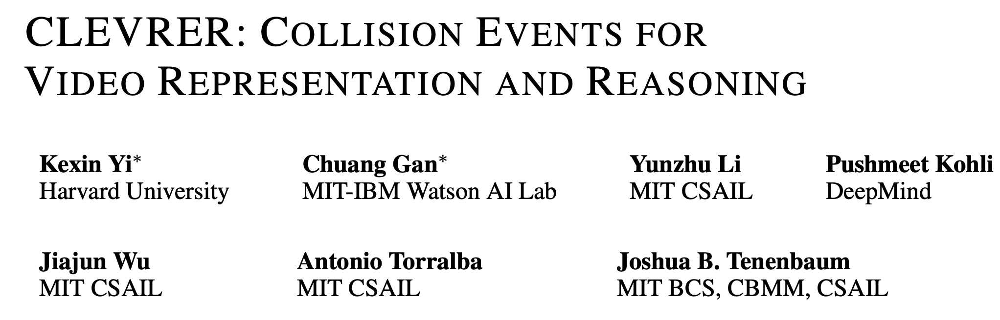 CLEVRER: COLLISION EVENTS FOR
VIDEO REPRESENTATION AND REASONING
Kexin Yi* Chuang Gan* Yunzhu Li Pushmeet Kohli
Harvard University MIT-IBM Watson AI Lab MIT CSAIL DeepMind
Jiajun Wu Antonio Torralba Joshua B. Tenenbaum
MIT CSAIL MIT CSAIL MIT BCS, CBMM, CSAIL